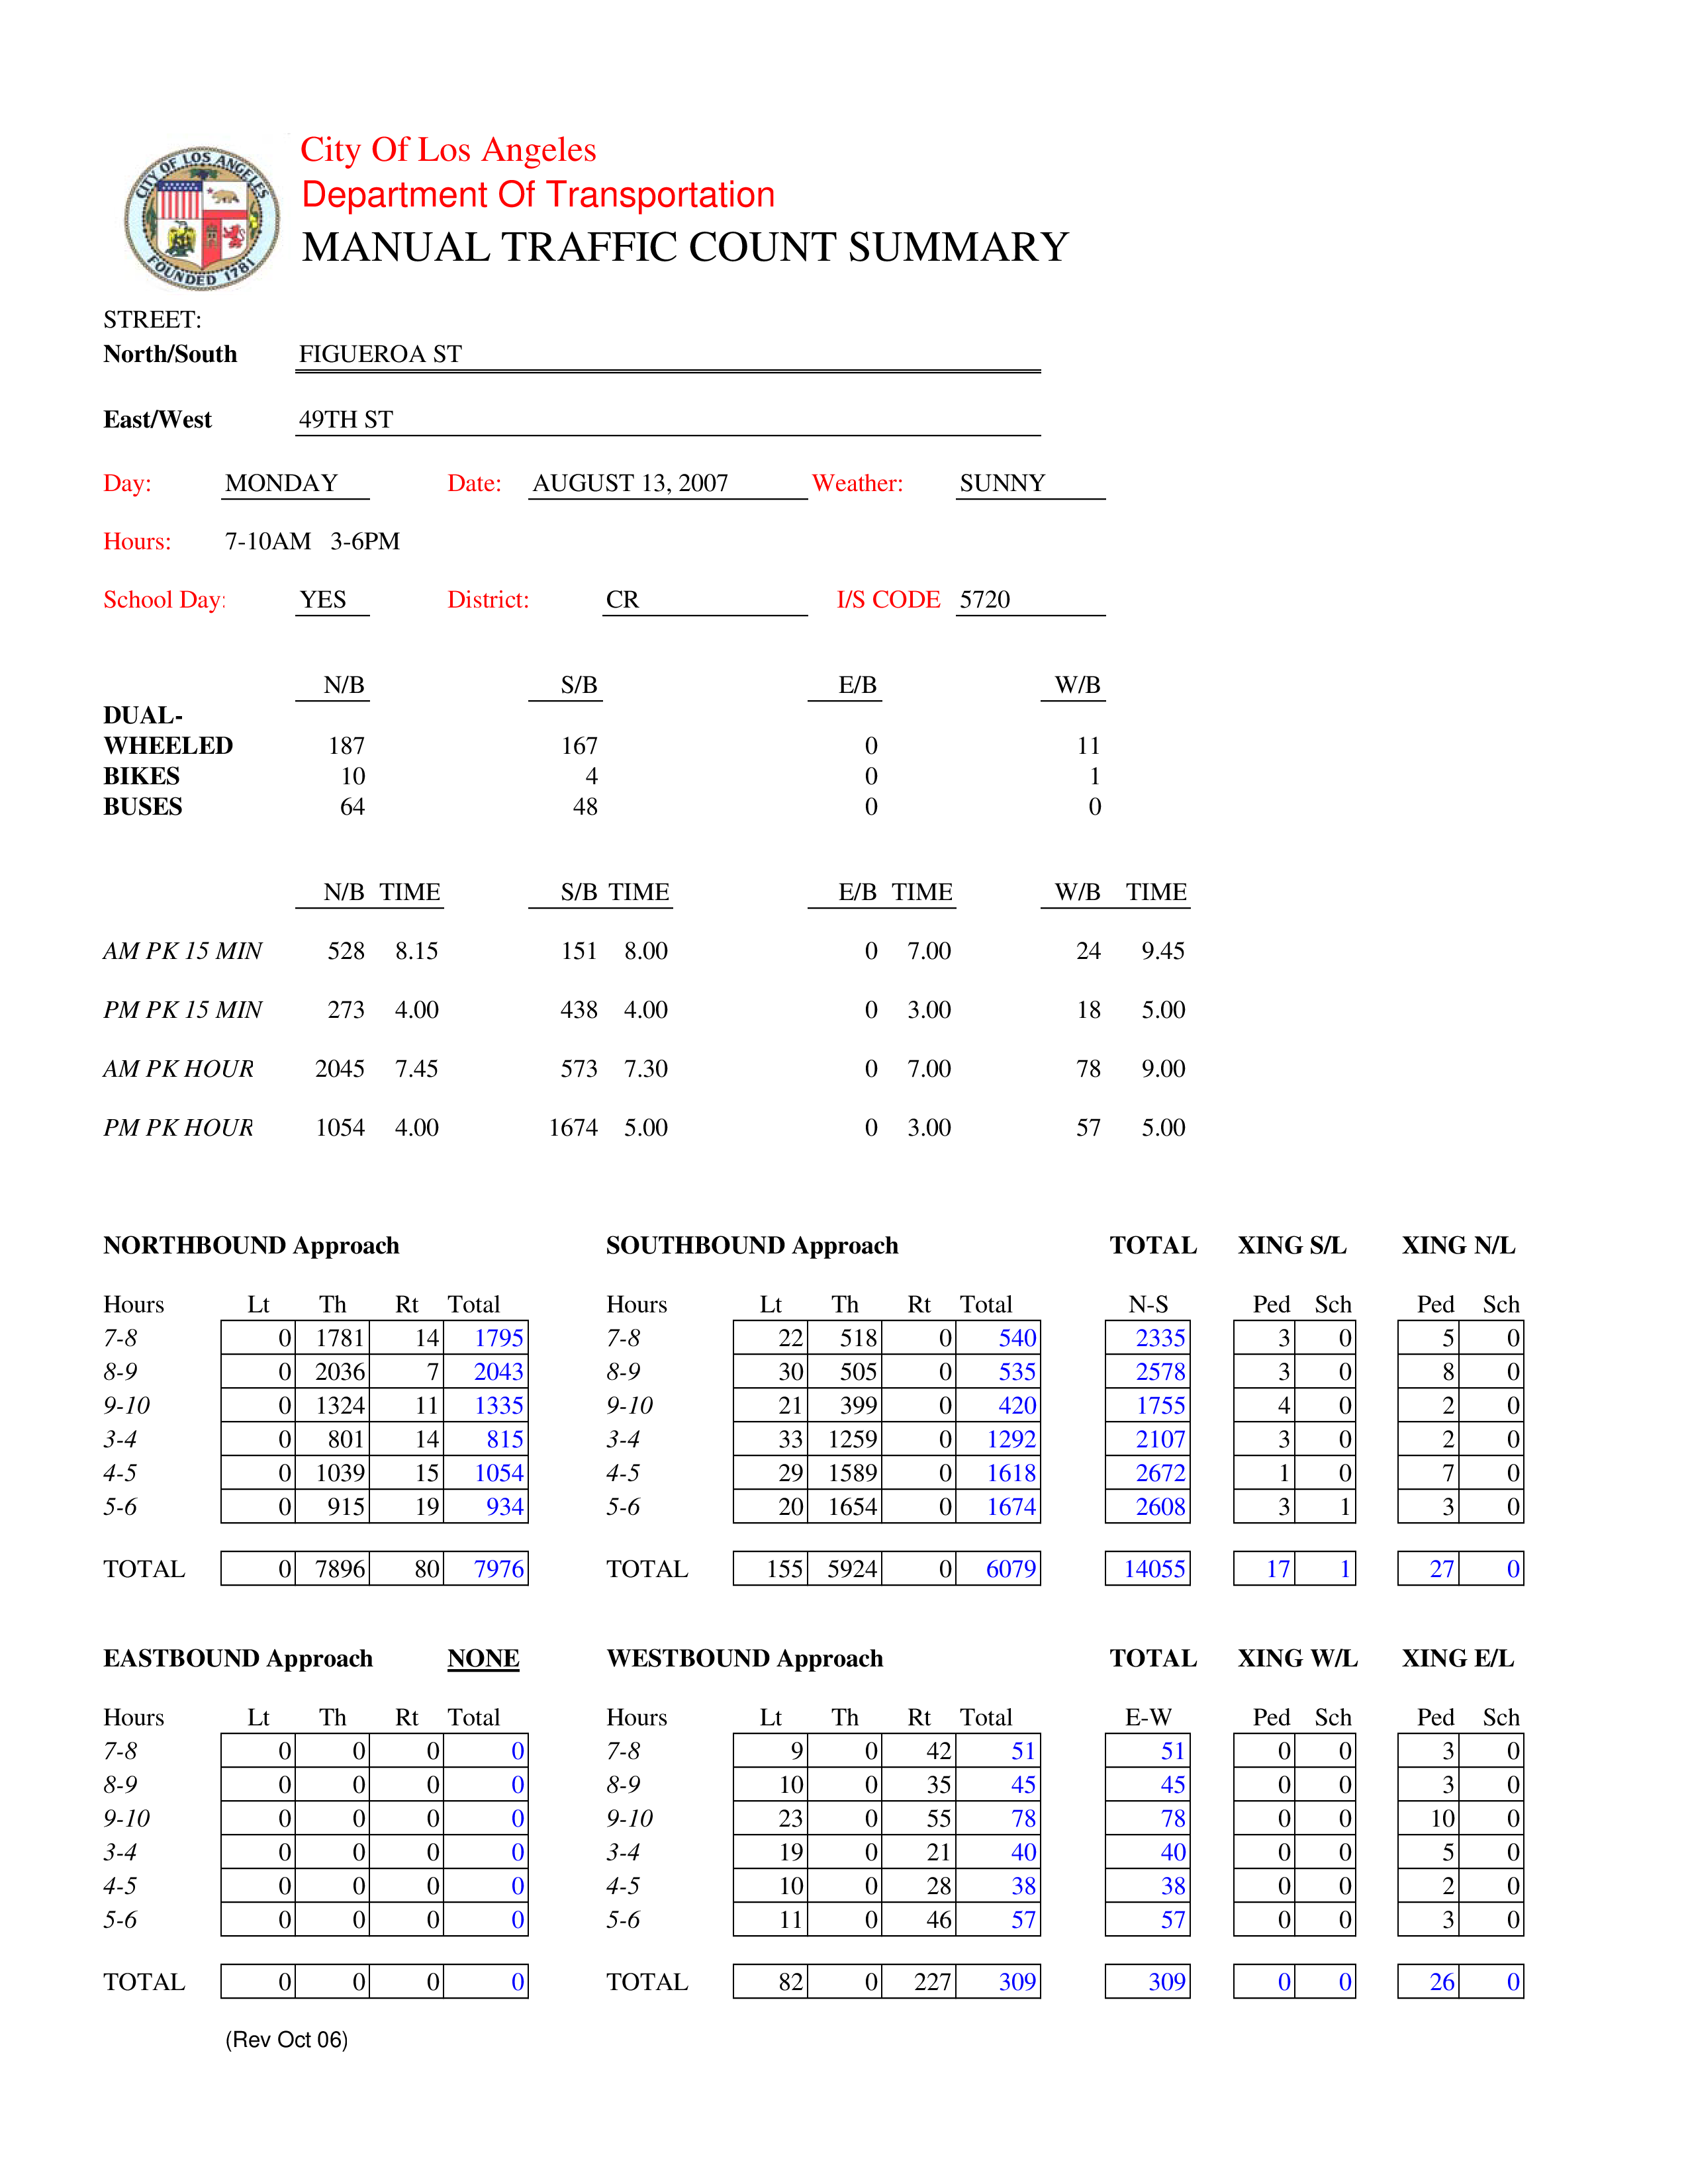 CITY OF LOS ANGELES
FOUNDED 1781
City Of Los Angeles
Department Of Transportation
MANUAL TRAFFIC COUNT SUMMARY
STREET:
North/South FIGUEROA ST
East/West 49TH ST
Day: MONDAY Date: AUGUST 13, 2007 Weather: SUNNY
Hours: 7-10AM 3-6PM
School Day: YES District: CR I/S CODE 5720
N/B S/B E/B W/B
DUAL-
WHEELED 187 167 0 11
BIKES 10 4 0 1
BUSES 64 48 0 0
N/B TIME S/B TIME E/B TIME W/B TIME
AM PK 15 MIN 528 8.15 151 8.00 0 7.00 24 9.45
PM PK 15 MIN 273 4.00 438 4.00 0 3.00 18 5.00
AM PK HOUR 2045 7.45 573 7.30 0 7.00 78 9.00
PM PK HOUR 1054 4.00 1674 5.00 0 3.00 57 5.00
NORTHBOUND Approach SOUTHBOUND Approach TOTAL XING S/L XING N/L
Hours Lt Th Rt Total Hours Lt Th Rt Total N-S Ped Sch Ped Sch
7-8 0 1781 14 1795 7-8 22 518 0 540 2335 3 0 5 0
8-9 0 2036 7 2043 8-9 30 505 0 535 2578 3 0 8 0
9-10 0 1324 11 1335 9-10 21 399 0 420 1755 4 0 2 0
3-4 0 801 14 815 3-4 33 1259 0 1292 2107 3 0 2 0
4-5 0 1039 15 1054 4-5 29 1589 0 1618 2672 1 0 7 0
5-6 0 915 19 934 5-6 20 1654 0 1674 2608 3 1 3 0
TOTAL 0 7896 80 7976 TOTAL 155 5924 0 6079 14055 17 1 27 0
EASTBOUND Approach NONE WESTBOUND Approach TOTAL XING W/L XING E/L
Hours Lt Th Rt Total Hours Lt Th Rt Total E-W Ped Sch Ped Sch
7-8 0 0 0 0 7-8 9 0 42 51 51 0 0 3 0
8-9 0 0 0 0 8-9 10 0 35 45 45 0 0 3 0
9-10 0 0 0 0 9-10 23 0 55 78 78 0 0 10 0
3-4 0 0 0 0 3-4 19 0 21 40 40 0 0 5 0
4-5 0 0 0 0 4-5 10 0 28 38 38 0 0 2 0
5-6 0 0 0 0 5-6 11 0 46 57 57 0 0 3 0
TOTAL 0 0 0 0 TOTAL 82 0 227 309 309 0 0 26 0
(Rev Oct 06)